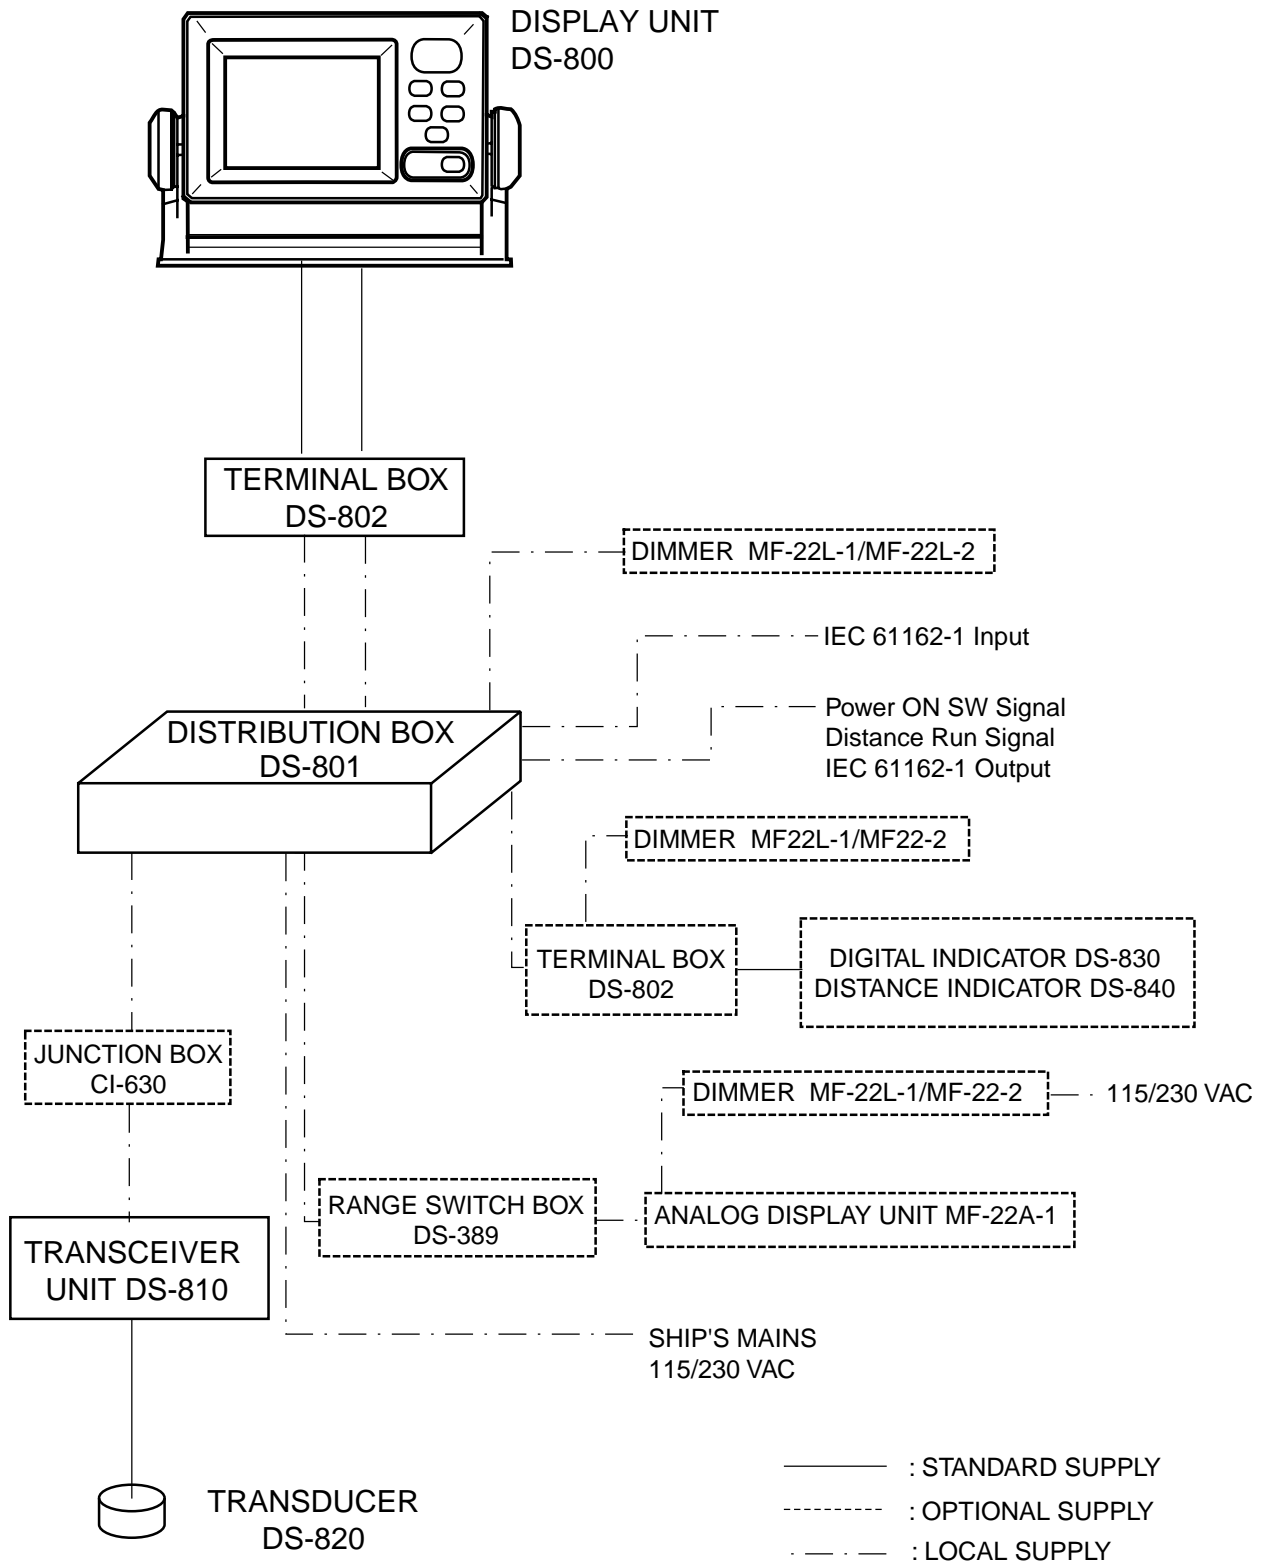 DISPLAY UNIT
DS-800
TERMINAL BOX
DS-802
DIMMER MF-22L-1/MF-22L-2
IEC 61162-1 Input
Power ON SW Signal
Distance Run Signal
IEC 61162-1 Output
DISTRIBUTION BOX
DS-801
DIMMER MF22L-1/MF22-2
TERMINAL BOX
DS-802
DIGITAL INDICATOR DS-830
DISTANCE INDICATOR DS-840
JUNCTION BOX
CI-630
DIMMER MF-22L-1/MF-22-2
115/230 VAC
RANGE SWITCH BOX
DS-389
ANALOG DISPLAY UNIT MF-22A-1
TRANSCEIVER
UNIT DS-810
SHIP'S MAINS
115/230 VAC
TRANSDUCER
DS-820
: STANDARD SUPPLY
: OPTIONAL SUPPLY
: LOCAL SUPPLY